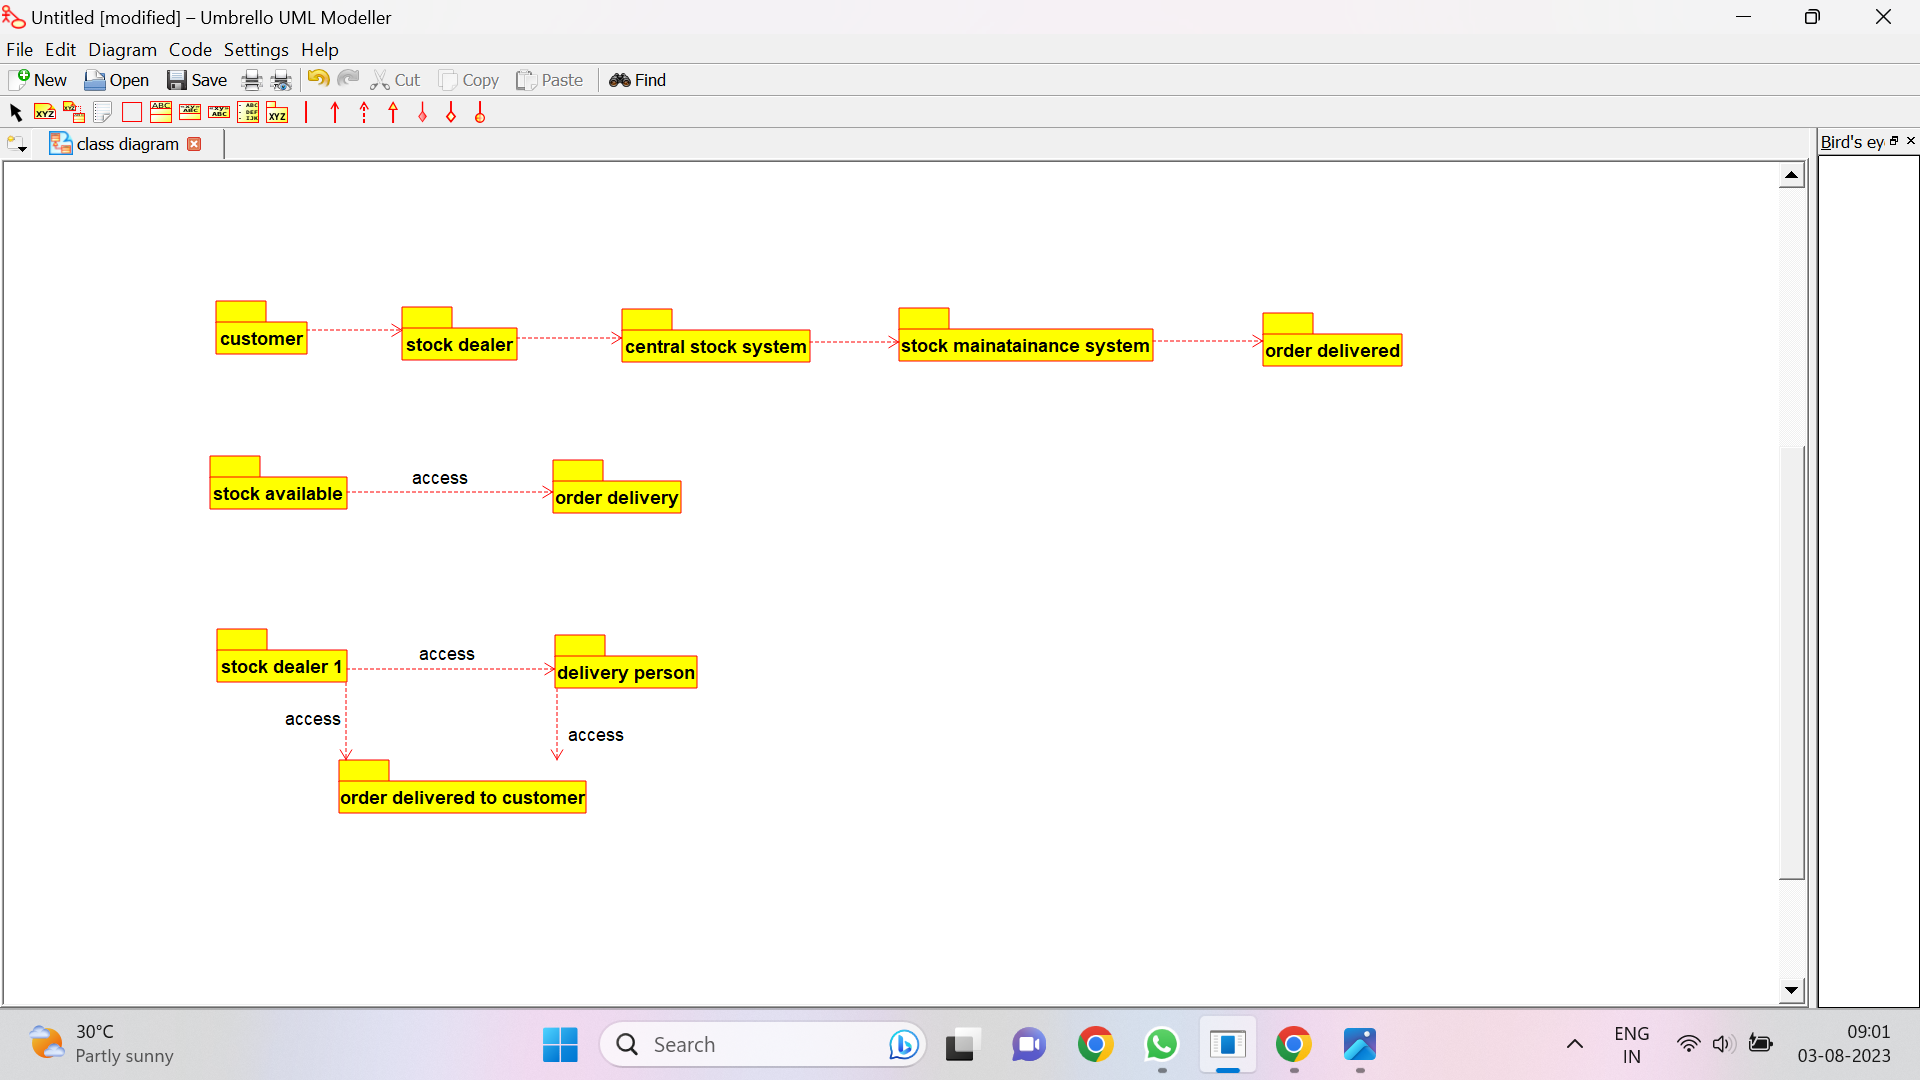 Untitled [modified] – Umbrello UML Modeller
File Edit Diagram Code Settings Help
New Open Save Cut Copy Paste Find
class diagram
Bird's ey
customer
stock dealer
central stock system
stock mainatainance system
order delivered
stock available
access
order delivery
stock dealer 1
access
delivery person
access
access
order delivered to customer
30°C
Partly sunny
Search
ENG
IN
09:01
03-08-2023